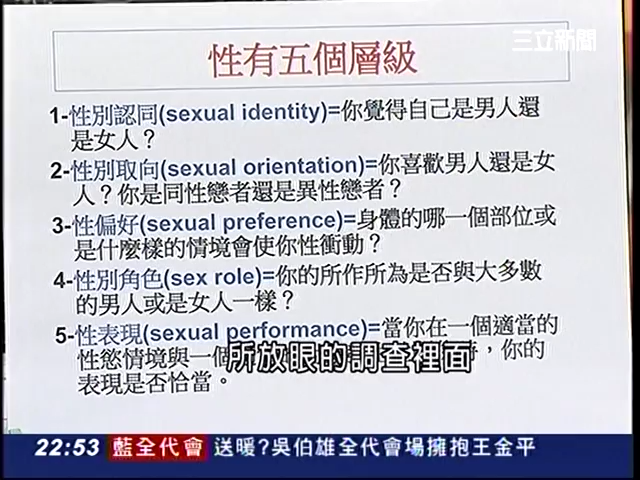 三立新聞
性有五個層級
1-性別認同(sexual identity)=你覺得自己是男人還
是女人？
2-性別取向(sexual orientation)=你喜歡男人還是女
人？你是同性戀者還是異性戀者？
3-性偏好(sexual preference)=身體的哪一個部位或
是什麼樣的情境會使你性衝動？
4-性別角色(sex role)=你的所作所為是否與大多數
的男人或是女人一樣？
5-性表現(sexual performance)=當你在一個適當的
性慾情境與一個
，你的
所放眼的調查裡面
表現是否恰當。
22:53 藍全代會 送暖?吳伯雄全代會場擁抱王金平